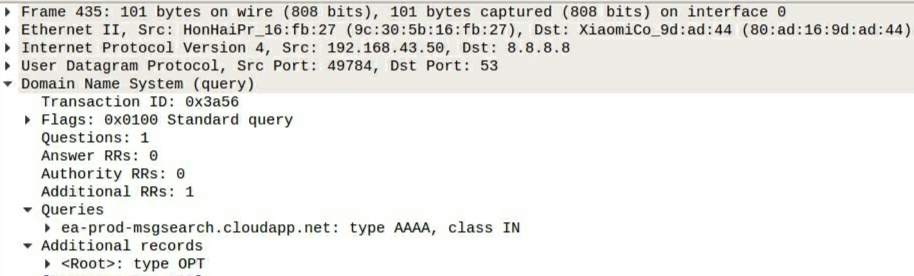 Frame 435: 101 bytes on wire (808 bits), 101 bytes captured (808 bits) on interface 0
Ethernet II, Src: HonHaiPr_16:fb:27 (9c:30:5b:16:fb:27), Dst: XiaomiCo_9d:ad:44 (80:ad:16:9d:ad:44)
Internet Protocol Version 4, Src: 192.168.43.50, Dst: 8.8.8.8
User Datagram Protocol, Src Port: 49784, Dst Port: 53
Domain Name System (query)
Transaction ID: 0x3a56
Flags: 0x0100 Standard query
Questions: 1
Answer RRs: 0
Authority RRs: 0
Additional RRs: 1
Queries
ea-prod-msgsearch.cloudapp.net: type AAAA, class IN
Additional records
<Root>: type OPT